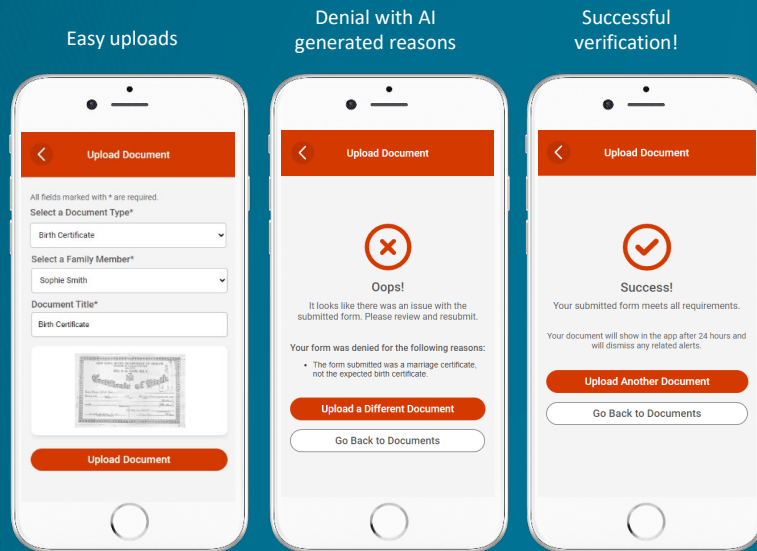 Easy uploads
Upload Document
All fields marked with * are required.
Select a Document Type*
Birth Certificate
Select a Family Member*
Sophie Smith
Document Title*
Birth Certificate
Certificate of Birth
Upload Document
Denial with AI
generated reasons
Upload Document
Oops!
It looks like there was an issue with the
submitted form. Please review and resubmit.
Your form was denied for the following reasons:
• The form submitted was a marriage certificate,
not the expected birth certificate.
Upload a Different Document
Go Back to Documents
Successful
verification!
Upload Document
Success!
Your submitted form meets all requirements.
Your document will show in the app after 24 hours and
will dismiss any related alerts.
Upload Another Document
Go Back to Documents